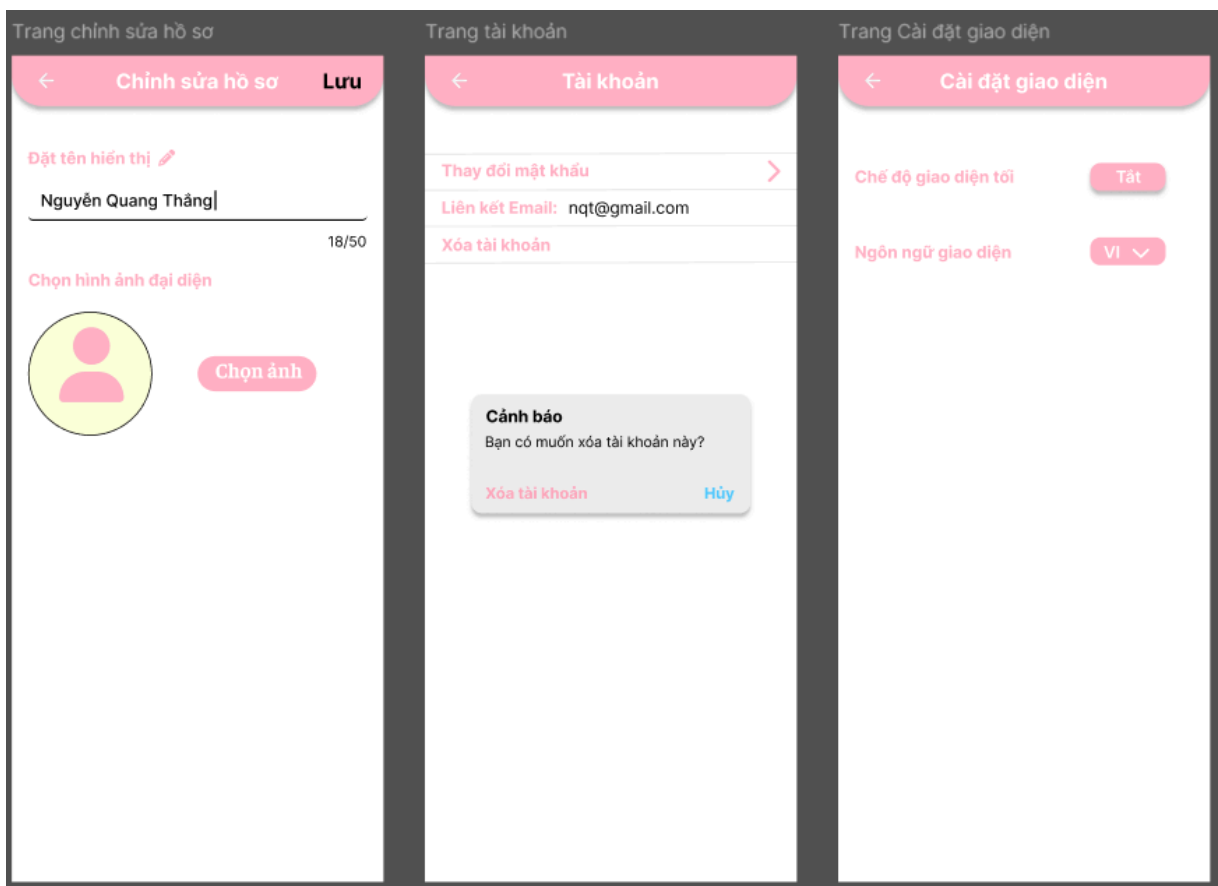 Trang chỉnh sửa hồ sơ
Chỉnh sửa hồ sơ Lưu
Đặt tên hiển thị
Nguyễn Quang Thắng
18/50
Chọn hình ảnh đại diện
Chọn ảnh
Trang tài khoản
Tài khoản
Thay đổi mật khẩu
Liên kết Email: nqt@gmail.com
Xóa tài khoản
Cảnh báo
Bạn có muốn xóa tài khoản này?
Xóa tài khoản Hủy
Trang Cài đặt giao diện
Cài đặt giao diện
Chế độ giao diện tối Tắt
Ngôn ngữ giao diện VI